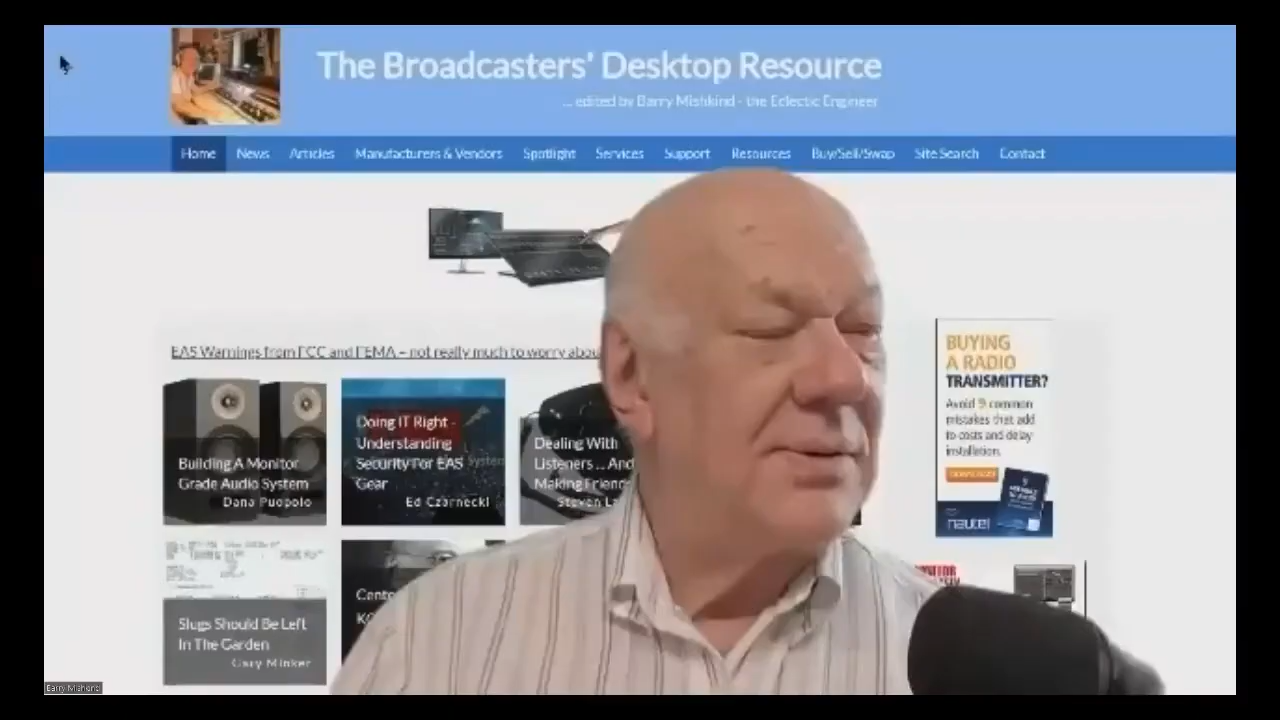 The Broadcasters' Desktop Resource
... edited by Barry Mishkind - the Eclectic Engineer
Home News Articles Manufacturers & Vendors Spotlight Services Support Resources Buy/Sell/Swap Site Search Contact
EAS Warnings from FCC and FEMA – not really much to worry abou
BUYING
A RADIO
TRANSMITTER?
Avoid 9 common
mistakes that add
to costs and delay
installation.
nautel
Building A Monitor
Grade Audio System
Dana Puopolo
Doing IT Right -
Understanding
Security For EAS
Gear
Ed Czarnecki
Dealing With
Listeners ... And
Making Friend
Steven La
Slugs Should Be Left
In The Garden
Gary Minker
Cente
Barry Mishkind